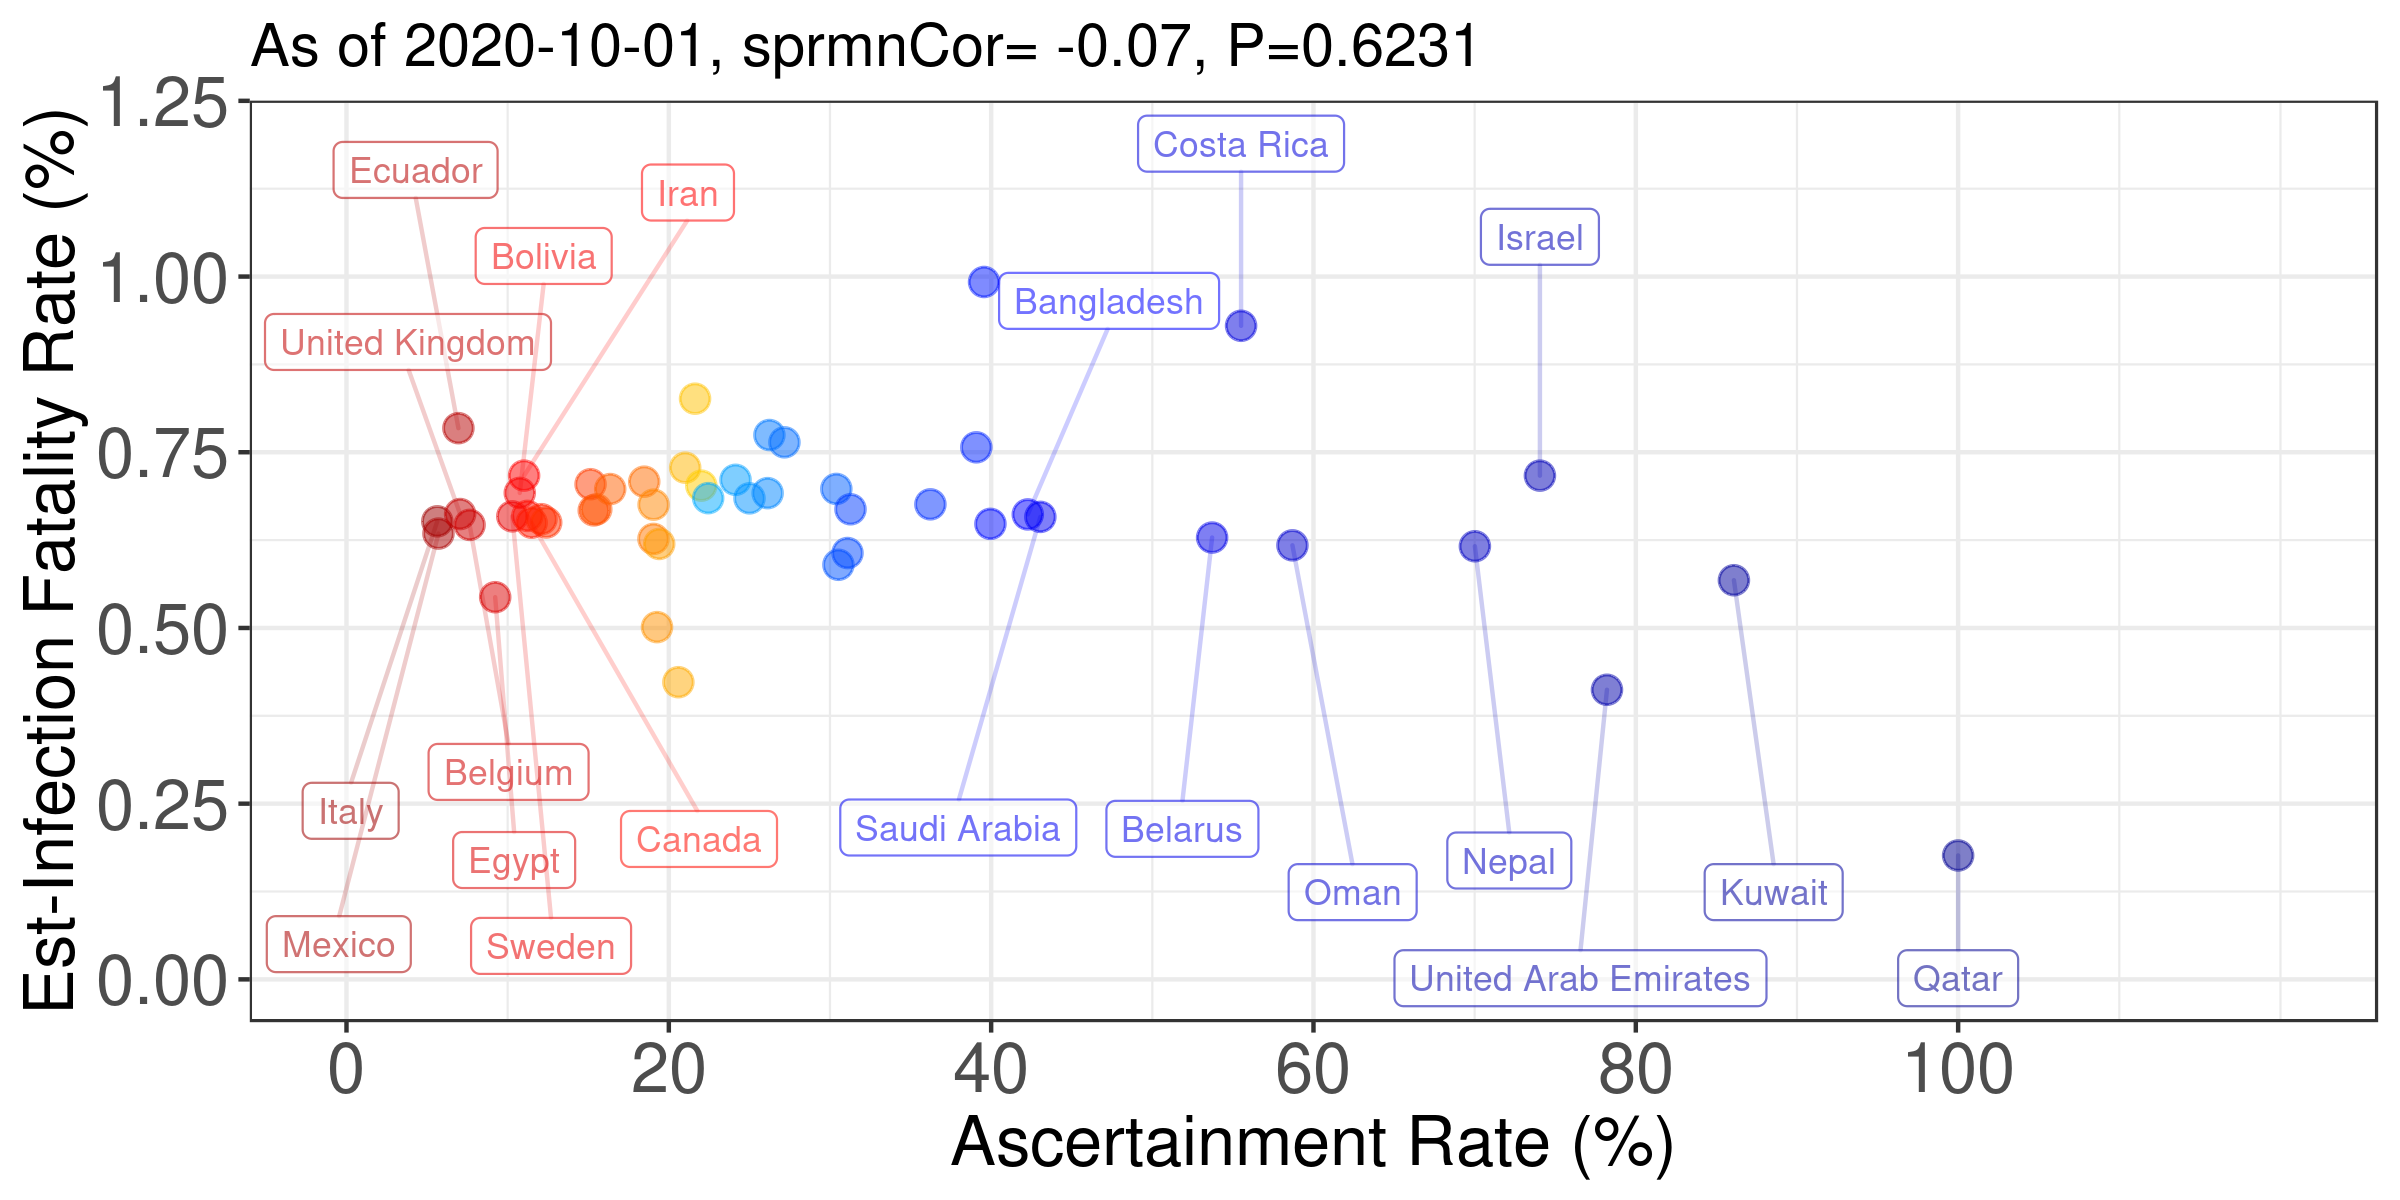 As of 2020-10-01, sprmnCor= -0.07, P=0.6231
Est-Infection Fatality Rate (%)
1.25
1.00
0.75
0.50
0.25
0.00
Costa Rica
Ecuador
Iran
Israel
Bolivia
Bangladesh
United Kingdom
Belgium
Italy
Canada
Saudi Arabia
Belarus
Egypt
Nepal
Oman
Kuwait
Mexico
Sweden
United Arab Emirates
Qatar
0 20 40 60 80 100
Ascertainment Rate (%)